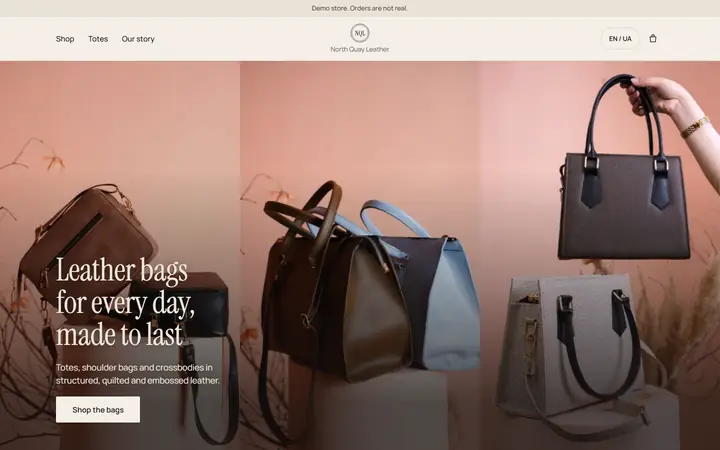 Demo store. Orders are not real.
Shop
Totes
Our story
NQL
North Quay Leather
EN / UA
Leather bags
for every day,
made to last
Totes, shoulder bags and crossbodies in
structured, quilted and embossed leather.
Shop the bags